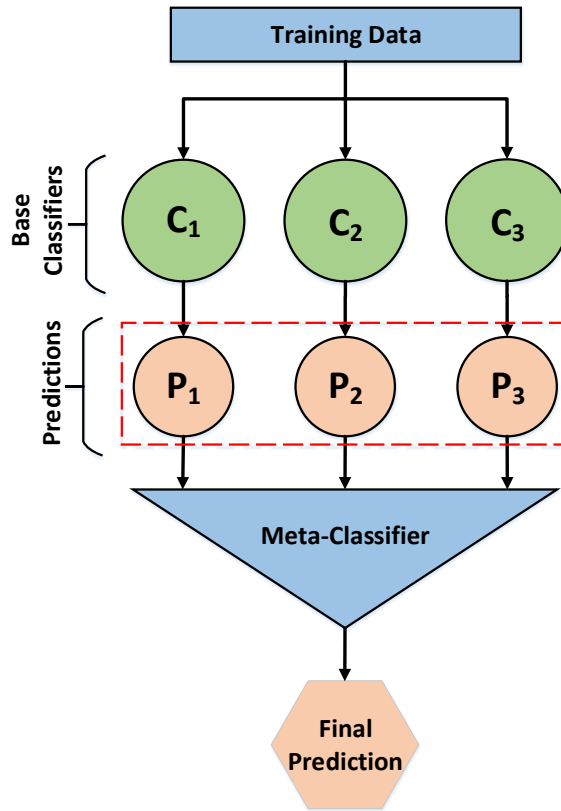 Training Data
Base
Classifiers
C₁
C₂
C₃
Predictions
P₁
P₂
P₃
Meta-Classifier
Final
Prediction